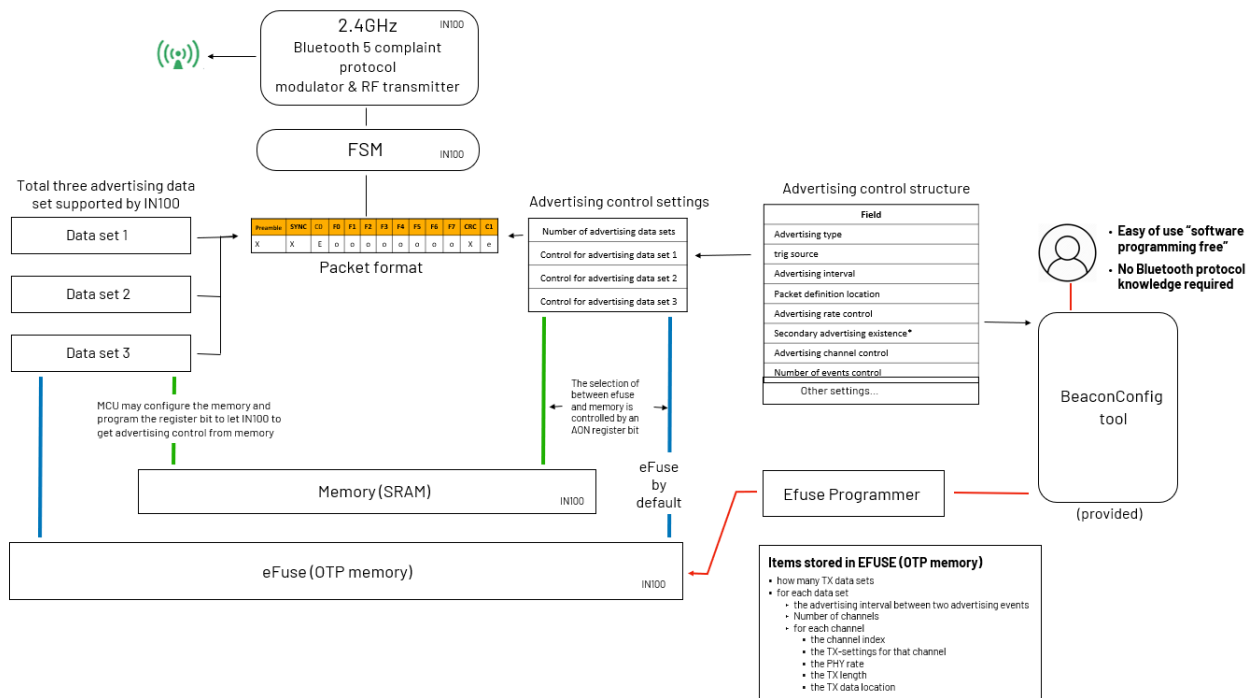 2.4GHz
IN100
Bluetooth 5 complaint
protocol
modulator & RF transmitter
FSM
IN100
Total three advertising data
set supported by IN100
Data set 1
Data set 2
Data set 3
Preamble SYNC C0 F0 F1 F2 F3 F4 F5 F6 F7 CRC C1
X X E o o o o o o o o X e
Packet format
Advertising control settings
Number of advertising data sets
Control for advertising data set 1
Control for advertising data set 2
Control for advertising data set 3
Advertising control structure
Field
Advertising type
trig source
Advertising interval
Packet definition location
Advertising rate control
Secondary advertising existence*
Advertising channel control
Number of events control
Other settings...
• Easy of use “software
programming free”
• No Bluetooth protocol
knowledge required
BeaconConfig
tool
(provided)
MCU may configure the memory and
program the register bit to let IN100 to
get advertising control from memory
The selection of
between efuse
and memory is
controlled by an
AON register bit
eFuse
by
default
Memory (SRAM)
IN100
Efuse Programmer
eFuse (OTP memory)
IN100
Items stored in EFUSE (OTP memory)
• how many TX data sets
• for each data set
➤ the advertising interval between two advertising events
➤ Number of channels
➤ for each channel
▪ the channel index
▪ the TX-settings for that channel
▪ the PHY rate
▪ the TX length
▪ the TX data location